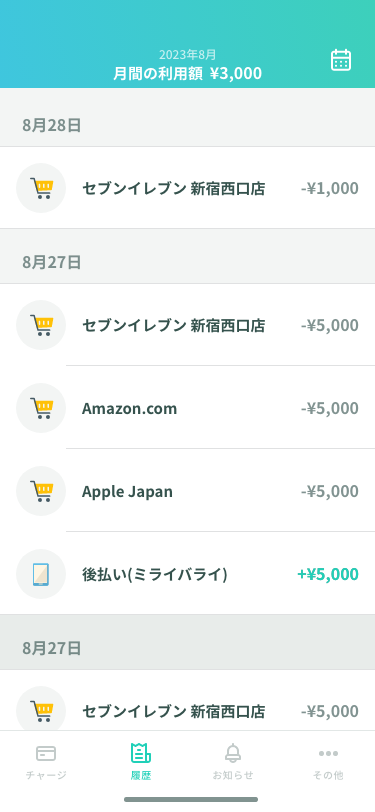 2023年8月
月間の利用額 ¥3,000
8月28日
セブンイレブン 新宿西口店 -¥1,000
8月27日
セブンイレブン 新宿西口店 -¥5,000
Amazon.com -¥5,000
Apple Japan -¥5,000
後払い(ミライバライ) +¥5,000
8月27日
セブンイレブン 新宿西口店 -¥5,000
チャージ 履歴 お知らせ その他